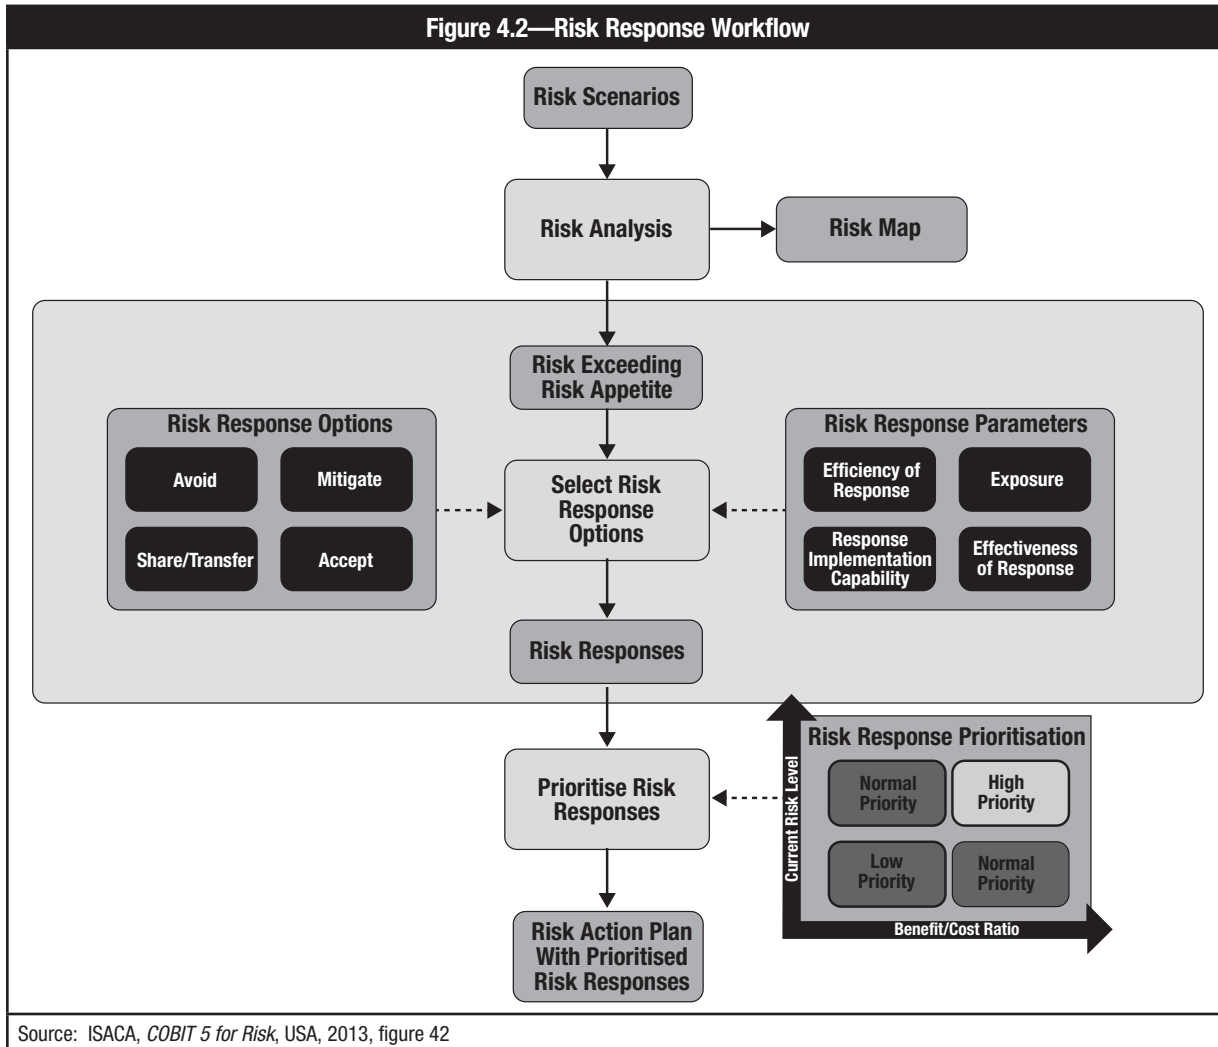 Figure 4.2—Risk Response Workflow
Risk Scenarios
Risk Analysis
Risk Map
Risk Exceeding
Risk Appetite
Risk Response Options
Avoid
Mitigate
Share/Transfer
Accept
Select Risk
Response
Options
Risk Response Parameters
Efficiency of
Response
Exposure
Response
Implementation
Capability
Effectiveness
of Response
Risk Responses
Prioritise Risk
Responses
Risk Response Prioritisation
Current Risk Level
Normal
Priority
High
Priority
Low
Priority
Normal
Priority
Benefit/Cost Ratio
Risk Action Plan
With Prioritised
Risk Responses
Source: ISACA, COBIT 5 for Risk, USA, 2013, figure 42